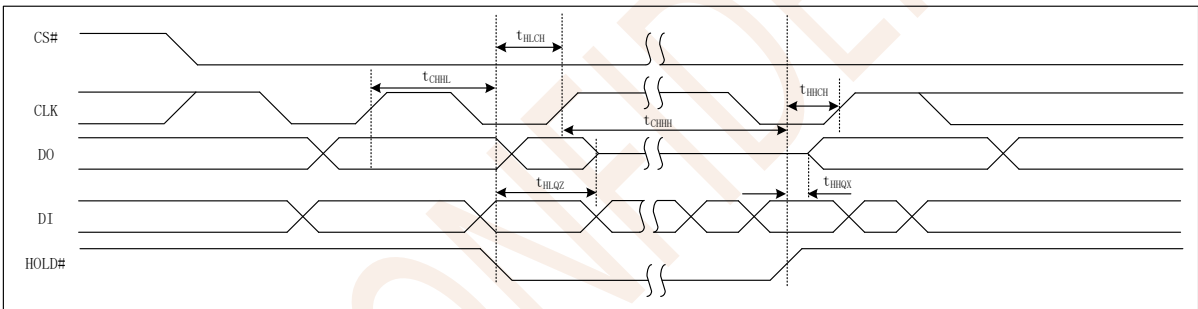 CS#
tHLCH
tCHHL
tHHCH
CLK
tCHHH
DO
tHLQZ
tHHQX
DI
HOLD#